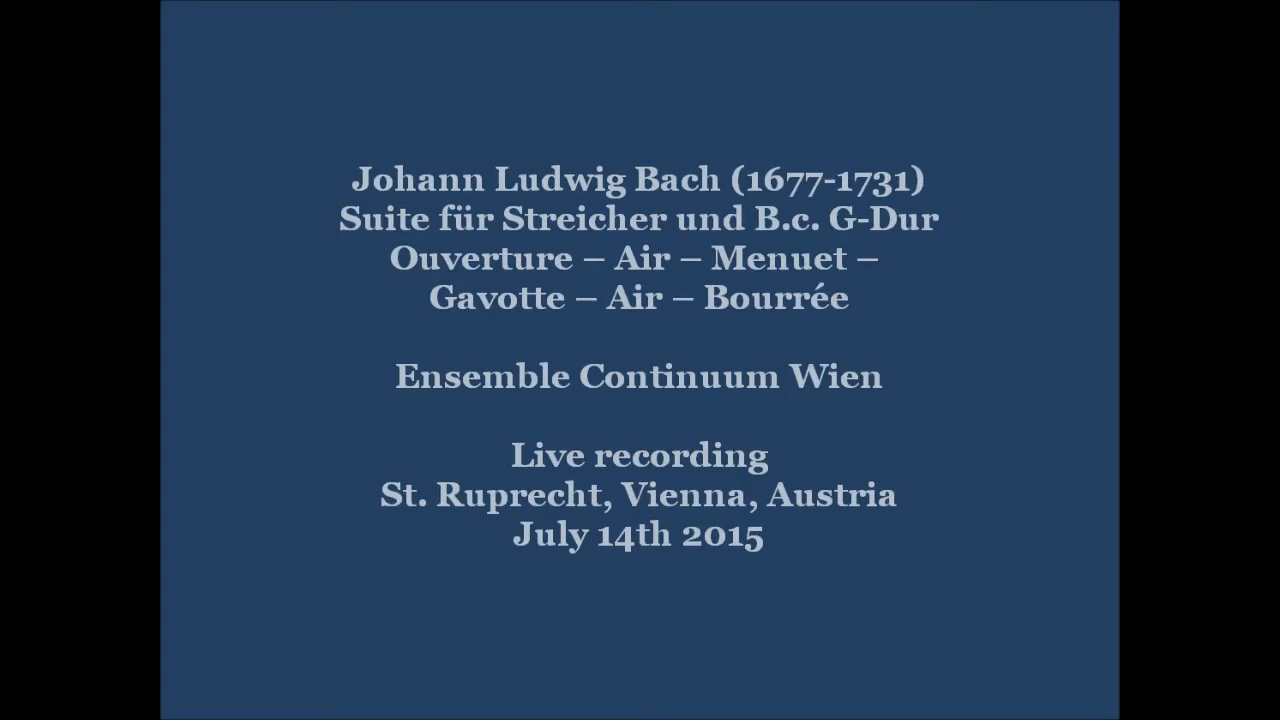 Johann Ludwig Bach (1677-1731)
Suite für Streicher und B.c. G-Dur
Ouverture – Air – Menuet –
Gavotte – Air – Bourrée
Ensemble Continuum Wien
Live recording
St. Ruprecht, Vienna, Austria
July 14th 2015